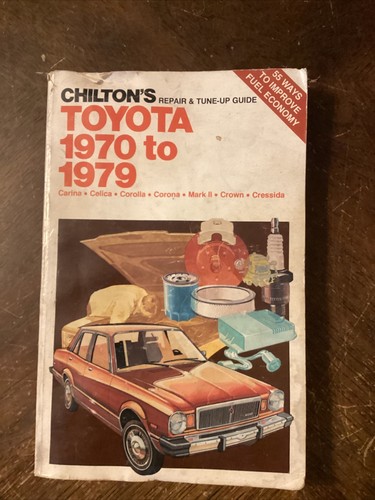 CHILTON'S REPAIR & TUNE-UP GUIDE
55 WAYS
TO IMPROVE
FUEL ECONOMY
TOYOTA
1970 to
1979
Carina • Celica • Corolla • Corona • Mark II • Crown • Cressida